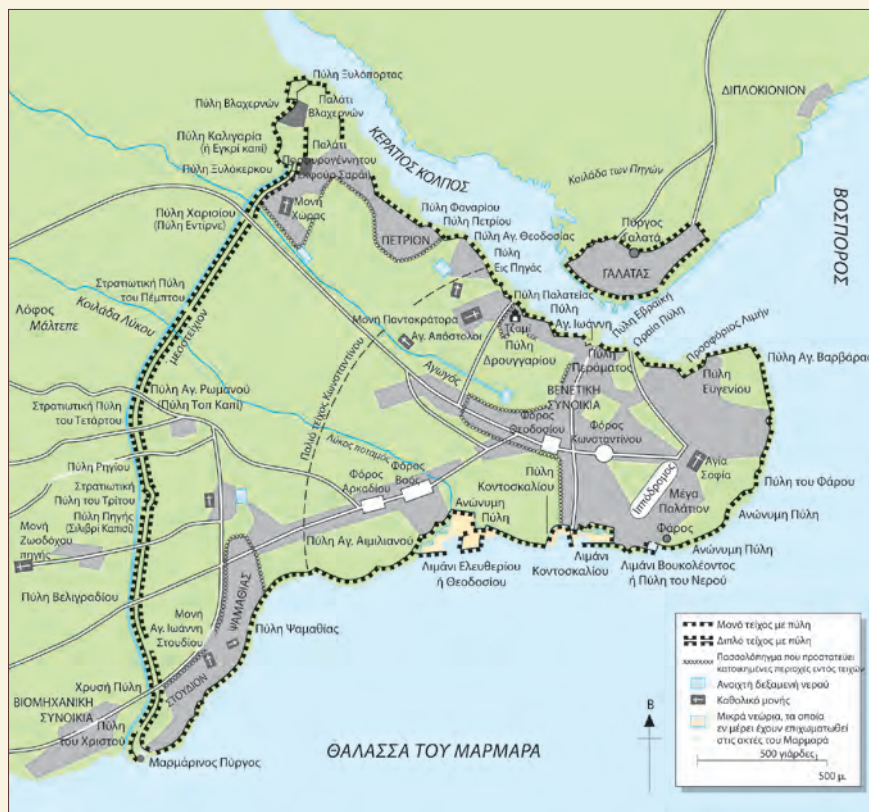 Πύλη Ξυλόπορτας
Πύλη Βλαχερνών
Παλάτι
Βλαχερνών
ΔΙΠΛΟΚΙΟΝΙΟΝ
Πύλη Καλιγαρία
(ή Εγκρί καπί)
Παλάτι
Πορφυρογέννητου
Πύλη Ξυλόκερκου
ΚΕΡΑΤΙΟΣ ΚΟΛΠΟΣ
Κοιλάδα των Πηγών
ΒΟΣΠΟΡΟΣ
Μονή
Χώρας
Πύλη Χαρισίου
(Πύλη Εντιρνε)
Πύλη Φαναρίου
Πύλη Πετρίου
ΠΕΤΡΙΟΝ
Πύλη Αγ. Θεοδοσίας
Πύργος
Γαλατά
ΓΑΛΑΤΑΣ
Πύλη
Εις Πηγάς
Στρατιωτική Πύλη
του Πέμπτου
Λόφος
Μάλτεπε
Κοιλάδα Λύκου
μεσοτείχιον
Πύλη Παλατείας
Πύλη
Αγ. Ιωάννη
Πύλη Εβραϊκή
Ωραία Πύλη
Προσφόριος Λιμήν
Μονή Παντοκράτορα
Τζαμί
Αγ. Απόστολοι
Πύλη
Δρουγγαρίου
Πύλη
Περάματος
Πύλη Αγ. Βαρβάρας
Πύλη
Ευγενίου
Παλιό τείχος Κωνσταντίνου
Αγωγός
ΒΕΝΕΤΙΚΗ
ΣΥΝΟΙΚΙΑ
Πύλη Αγ. Ρωμανού
(Πύλη Τοπ Καπί)
Στρατιωτική Πύλη
του Τετάρτου
Φόρος
Θεοδοσίου
Φόρος
Κωνσταντίνου
Λύκος ποταμός
Αγία
Σοφία
Πύλη Ρηγίου
Στρατιωτική
Πύλη του Τρίτου
Φόρος
Αρκαδίου
Φόρος
Βοός
Πύλη
Κοντοσκαλίου
Ιππόδρομος
Μέγα
Παλάτιον
Πύλη του Φάρου
Πύλη Πηγής
(Σιλιβρί Καπισί)
Ανώνυμη
Πύλη
Φάρος
Ανώνυμη Πύλη
Μονή
Ζωοδόχου
πηγής
Πύλη Αγ. Αιμιλιανού
Ανώνυμη Πύλη
Λιμάνι Ελευθερίου
ή Θεοδοσίου
Λιμάνι
Κοντοσκαλίου
Λιμάνι Βουκολέοντος
ή Πύλη του Νερού
Πύλη Βελιγραδίου
ΨΑΜΑΘΙΑΣ
Μονή
Αγ. Ιωάννη
Στουδίου
Πύλη Ψαμαθίας
Χρυσή Πύλη
ΣΤΟΥΔΙΟΝ
ΒΙΟΜΗΧΑΝΙΚΗ
ΣΥΝΟΙΚΙΑ
Πύλη
του Χριστού
Μαρμάρινος Πύργος
ΘΑΛΑΣΣΑ ΤΟΥ ΜΑΡΜΑΡΑ
Β
Μονό τείχος με πύλη
Διπλό τείχος με πύλη
Πασσαλόπηγμα που προστατεύει
κατοικημένες περιοχές εντός τειχών
Ανοιχτή δεξαμενή νερού
Καθολικό μονής
Μικρά νεώρια, τα οποία
εν μέρει έχουν επιχωματωθεί
στις ακτές του Μαρμαρά
500 γιάρδες
500 μ.